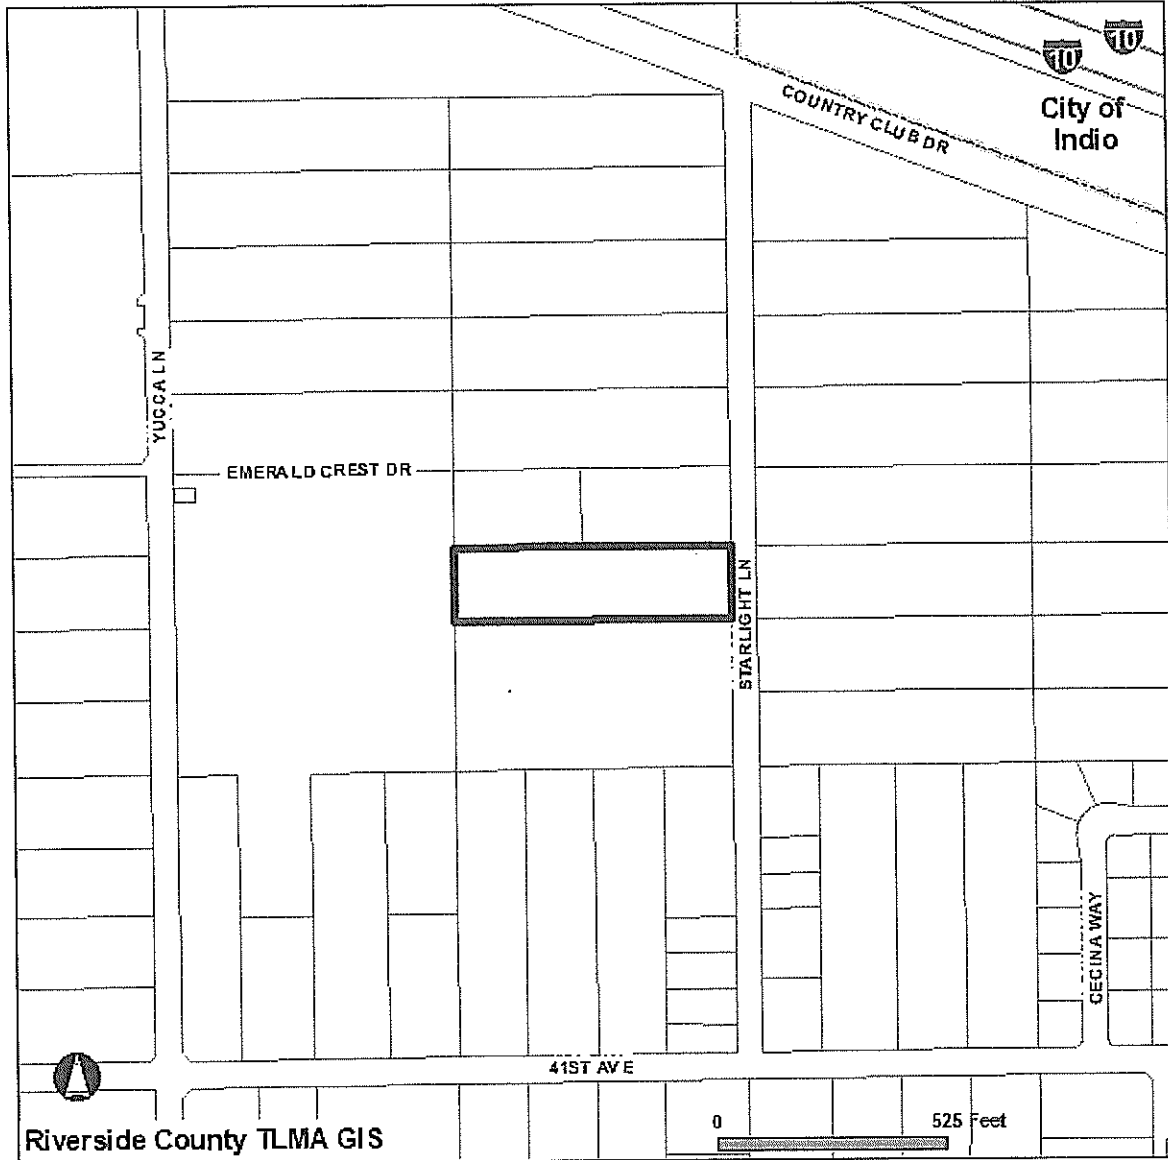 10
10
City of
Indio
COUNTRY CLUB DR
YUCCA LN
EMERALD CREST DR
STARLIGHT LN
CECINA WAY
41ST AVE
0 525 Feet
Riverside County TLMA GIS